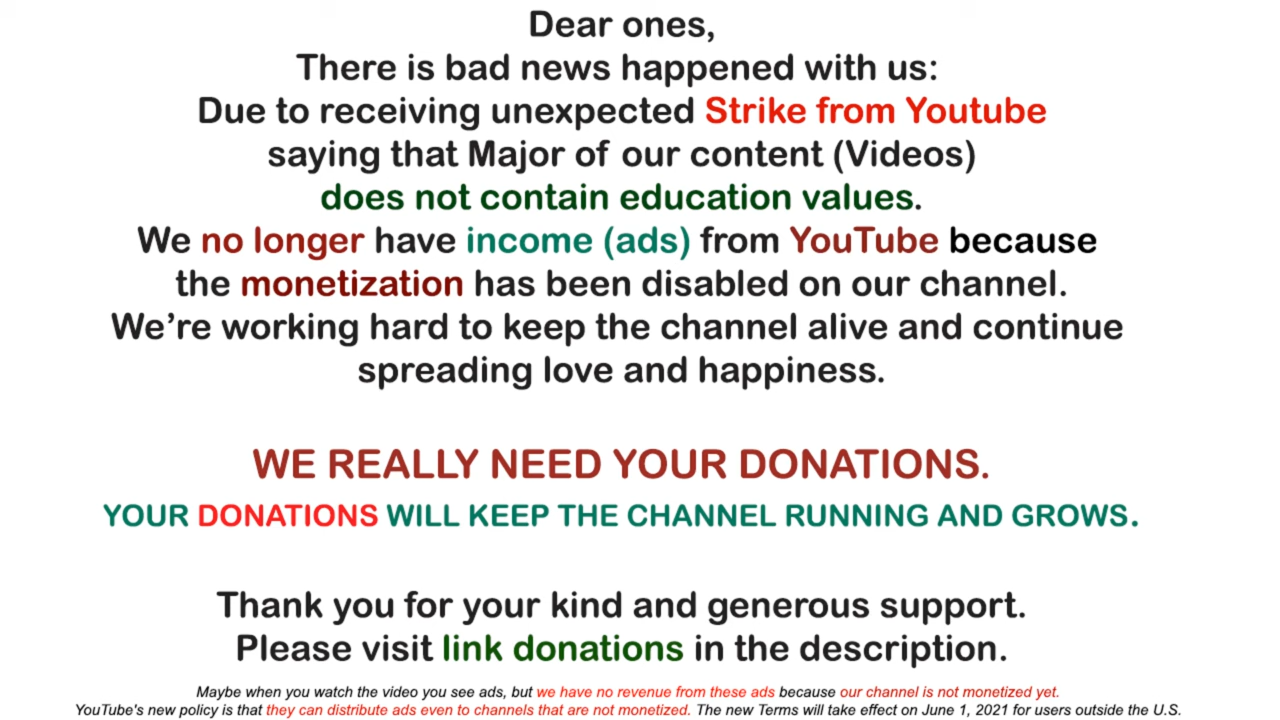 Dear ones,
There is bad news happened with us:
Due to receiving unexpected Strike from Youtube
saying that Major of our content (Videos)
does not contain education values.
We no longer have income (ads) from YouTube because
the monetization has been disabled on our channel.
We’re working hard to keep the channel alive and continue
spreading love and happiness.
WE REALLY NEED YOUR DONATIONS.
YOUR DONATIONS WILL KEEP THE CHANNEL RUNNING AND GROWS.
Thank you for your kind and generous support.
Please visit link donations in the description.
Maybe when you watch the video you see ads, but we have no revenue from these ads because our channel is not monetized yet.
YouTube's new policy is that they can distribute ads even to channels that are not monetized. The new Terms will take effect on June 1, 2021 for users outside the U.S.